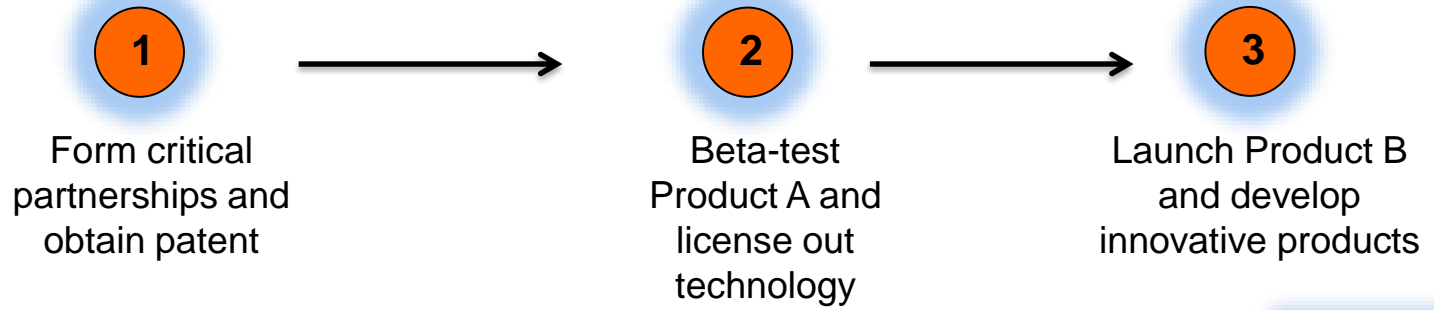 1
Form critical
partnerships and
obtain patent
2
Beta-test
Product A and
license out
technology
3
Launch Product B
and develop
innovative products